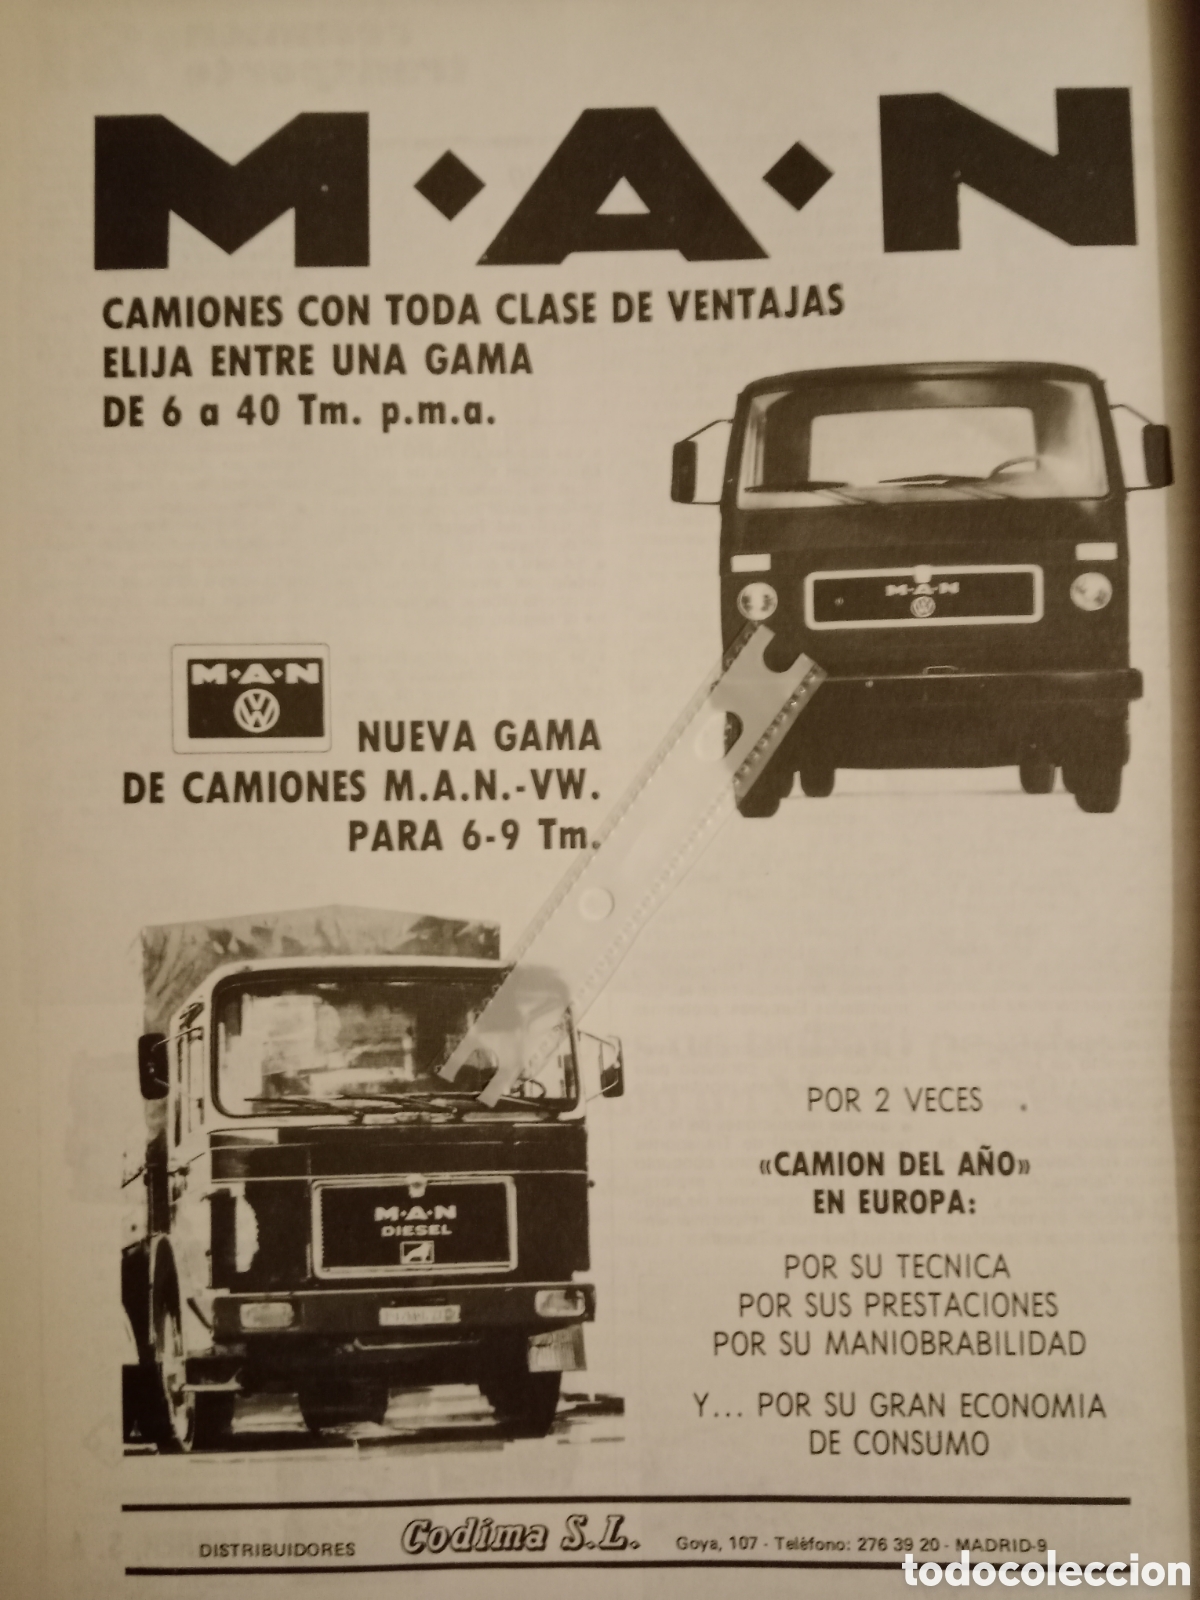 M·A·N
CAMIONES CON TODA CLASE DE VENTAJAS
ELIJA ENTRE UNA GAMA
DE 6 a 40 Tm. p.m.a.
M·A·N
M·A·N
NUEVA GAMA
DE CAMIONES M.A.N.-VW.
PARA 6-9 Tm.
M·A·N
DIESEL
POR 2 VECES
«CAMION DEL AÑO»
EN EUROPA:
POR SU TECNICA
POR SUS PRESTACIONES
POR SU MANIOBRABILIDAD
Y... POR SU GRAN ECONOMIA
DE CONSUMO
DISTRIBUIDORES Codima S.L. Goya, 107 - Teléfono: 276 39 20 - MADRID-9
todocoleccion